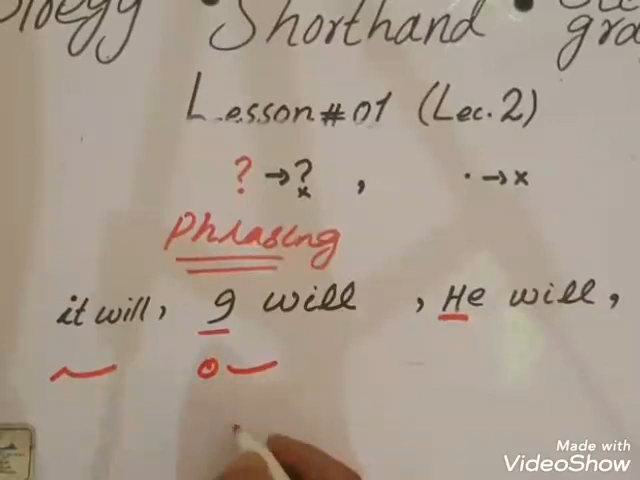 Shorthand
Lesson #01 (Lec. 2)
? → ?x , . → x
Phrasing
it will, I will , He will,
Made with
VideoShow